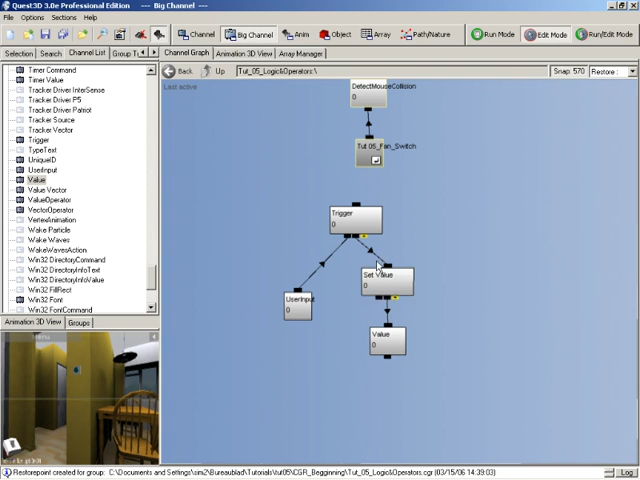 Quest3D 3.0e Professional Edition --- Big Channel ---
File Options Sections Help
Channel Big Channel Anim Object Array Path/Nature Run Mode Edit Mode Run/Edit Mode
Selection Search Channel List Group Tr Channel Graph Animation 3D View Array Manager
Back Up Tut_05_Logic&Operators:\ Snap: 570 Restore :
Last active
Timer Command
Timer Value
Tracker Driver InterSense
Tracker Driver P5
Tracker Driver Patriot
Tracker Source
Tracker Vector
Trigger
TypeText
UniqueID
UserInput
Value
Value Vector
ValueOperator
VectorOperator
VertexAnimation
Wake Particle
Wake Waves
WakeWavesAction
Win32 DirectoryCommand
Win32 DirectoryInfoText
Win32 DirectoryInfoValue
Win32 FillRect
Win32 Font
Win32 FontCommand
DetectMouseCollision
0
Tut 05_Fan_Switch
Trigger
0
Set Value
0
UserInput
0
Value
0
Animation 3D View Groups
Menu
Restorepoint created for group: C:\Documents and Settings\sim2\Bureaublad\Tutorials\tut05\CGR_Beggining\Tut_05_Logic&Operators.cgr (03/15/06 14:39:03) Log